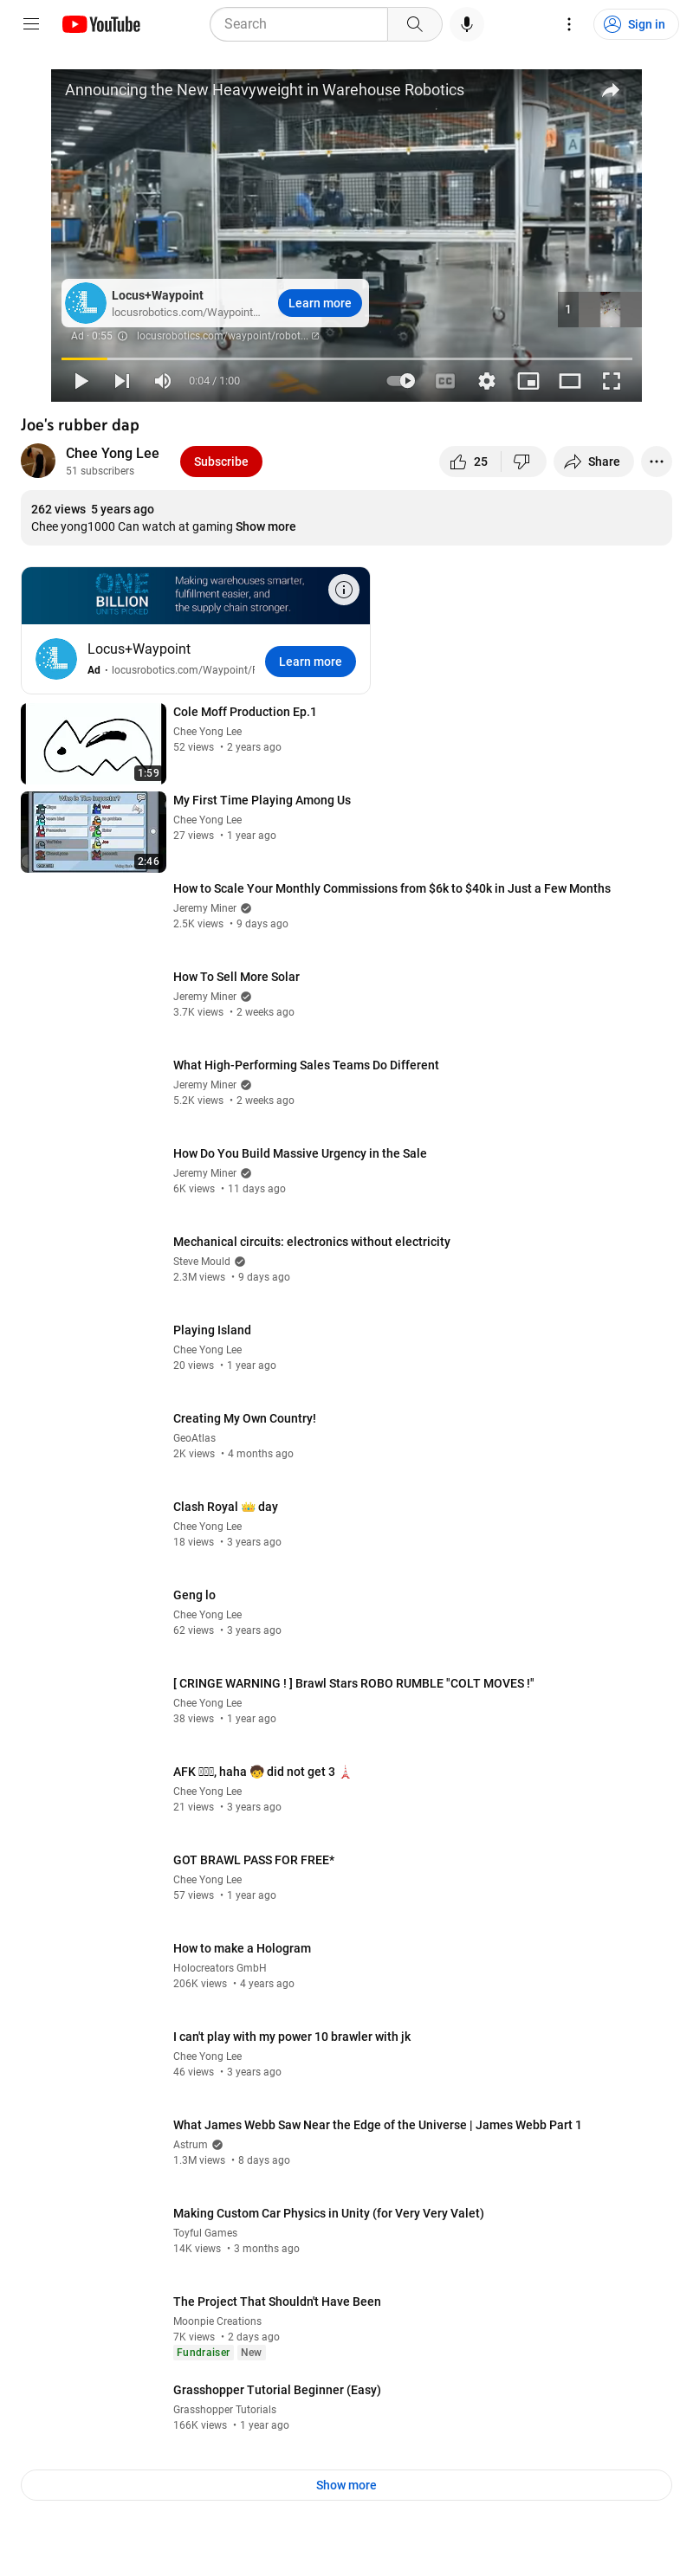 YouTube
Search
Sign in
Announcing the New Heavyweight in Warehouse Robotics
A
Locus+Waypoint
locusrobotics.com/Waypoint...
Learn more
1
Ad · 0:55
locusrobotics.com/waypoint/robot...
0:04 / 1:00
CC
Joe's rubber dap
Chee Yong Lee
51 subscribers
Subscribe
25
Share
262 views 5 years ago
Chee yong1000 Can watch at gaming Show more
ONE
BILLION
UNITS PICKED
Making warehouses smarter,
fulfillment easier, and
the supply chain stronger.
Locus+Waypoint
Ad • locusrobotics.com/Waypoint/
Learn more
Cole Moff Production Ep.1
Chee Yong Lee
52 views • 2 years ago
1:59
My First Time Playing Among Us
Chee Yong Lee
27 views • 1 year ago
Who Is The Impostor?
2:46
How to Scale Your Monthly Commissions from $6k to $40k in Just a Few Months
Jeremy Miner
2.5K views • 9 days ago
How To Sell More Solar
Jeremy Miner
3.7K views • 2 weeks ago
What High-Performing Sales Teams Do Different
Jeremy Miner
5.2K views • 2 weeks ago
How Do You Build Massive Urgency in the Sale
Jeremy Miner
6K views • 11 days ago
Mechanical circuits: electronics without electricity
Steve Mould
2.3M views • 9 days ago
Playing Island
Chee Yong Lee
20 views • 1 year ago
Creating My Own Country!
GeoAtlas
2K views • 4 months ago
Clash Royal 👑 day
Chee Yong Lee
18 views • 3 years ago
Geng lo
Chee Yong Lee
62 views • 3 years ago
[ CRINGE WARNING ! ] Brawl Stars ROBO RUMBLE "COLT MOVES !"
Chee Yong Lee
38 views • 1 year ago
AFK , haha 🧒 did not get 3 🗼
Chee Yong Lee
21 views • 3 years ago
GOT BRAWL PASS FOR FREE*
Chee Yong Lee
57 views • 1 year ago
How to make a Hologram
Holocreators GmbH
206K views • 4 years ago
I can't play with my power 10 brawler with jk
Chee Yong Lee
46 views • 3 years ago
What James Webb Saw Near the Edge of the Universe | James Webb Part 1
Astrum
1.3M views • 8 days ago
Making Custom Car Physics in Unity (for Very Very Valet)
Toyful Games
14K views • 3 months ago
The Project That Shouldn't Have Been
Moonpie Creations
7K views • 2 days ago
Fundraiser New
Grasshopper Tutorial Beginner (Easy)
Grasshopper Tutorials
166K views • 1 year ago
Show more